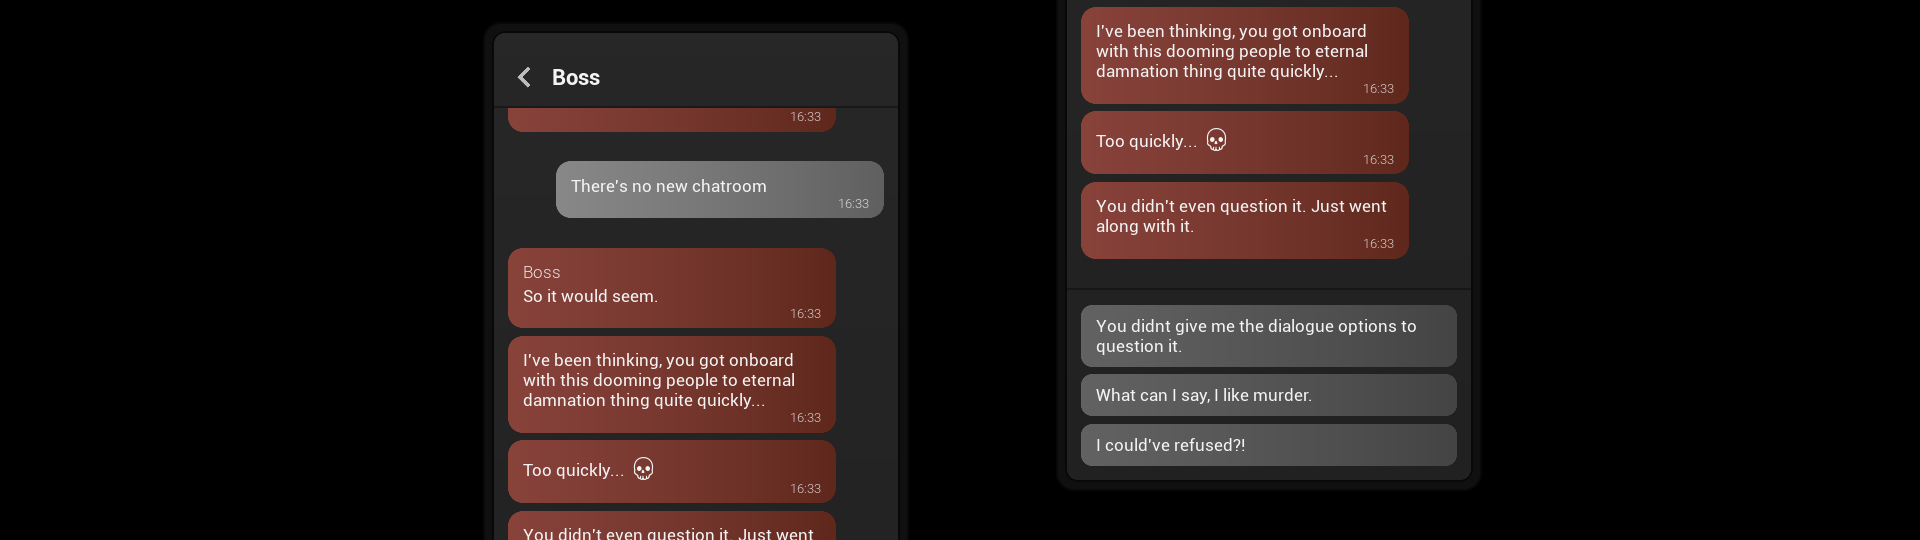 Boss
16:33
There's no new chatroom
16:33
Boss
So it would seem.
16:33
I've been thinking, you got onboard
with this dooming people to eternal
damnation thing quite quickly...
16:33
Too quickly... 💀
16:33
You didn't even question it. Just went
I've been thinking, you got onboard
with this dooming people to eternal
damnation thing quite quickly...
16:33
Too quickly... 💀
16:33
You didn't even question it. Just went
along with it.
16:33
You didnt give me the dialogue options to
question it.
What can I say, I like murder.
I could've refused?!